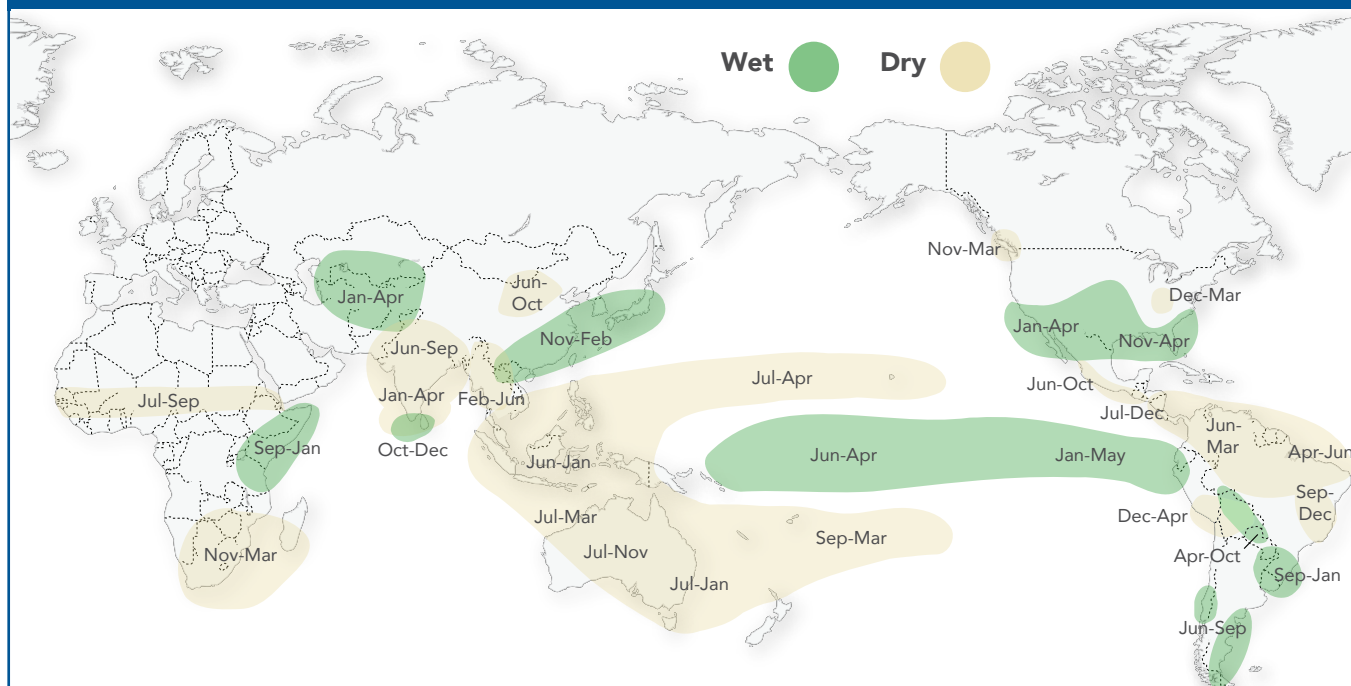 Wet
Dry
Nov-Mar
Jan-Apr
Jun-
Oct
Dec-Mar
Jan-Apr
Nov-Apr
Nov-Feb
Jun-Sep
Jul-Apr
Jun-Oct
Jul-Sep
Jan-Apr
Feb-Jun
Jul-Dec
Jun-
Mar
Apr-Jun
Sep-Jan
Oct-Dec
Jun-Jan
Jun-Apr
Jan-May
Sep-
Dec
Jul-Mar
Dec-Apr
Nov-Mar
Jul-Nov
Sep-Mar
Apr-Oct
Jul-Jan
Sep-Jan
Jun-Sep